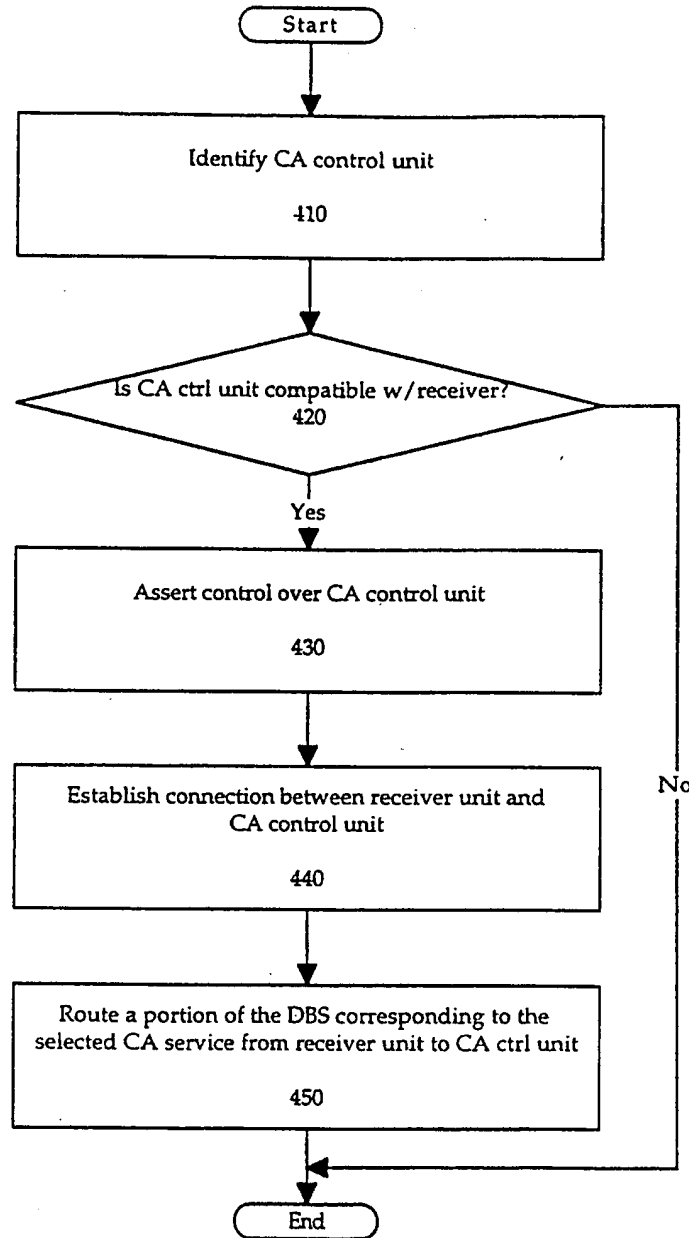 Start
Identify CA control unit
410
Is CA ctrl unit compatible w/receiver?
420
Yes
Assert control over CA control unit
430
Establish connection between receiver unit and
CA control unit
440
No
Route a portion of the DBS corresponding to the
selected CA service from receiver unit to CA ctrl unit
450
End